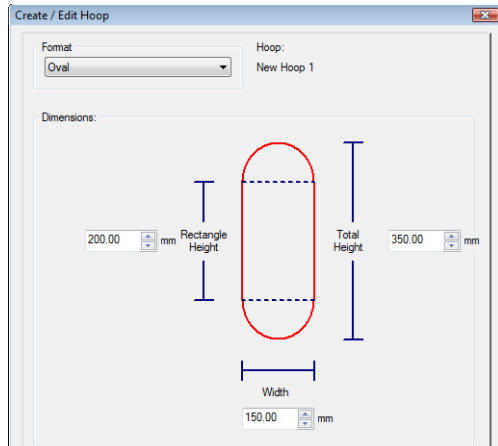 Create / Edit Hoop
Format
Oval
Hoop:
New Hoop 1
Dimensions:
200.00 mm
Rectangle
Height
Total
Height
350.00 mm
Width
150.00 mm